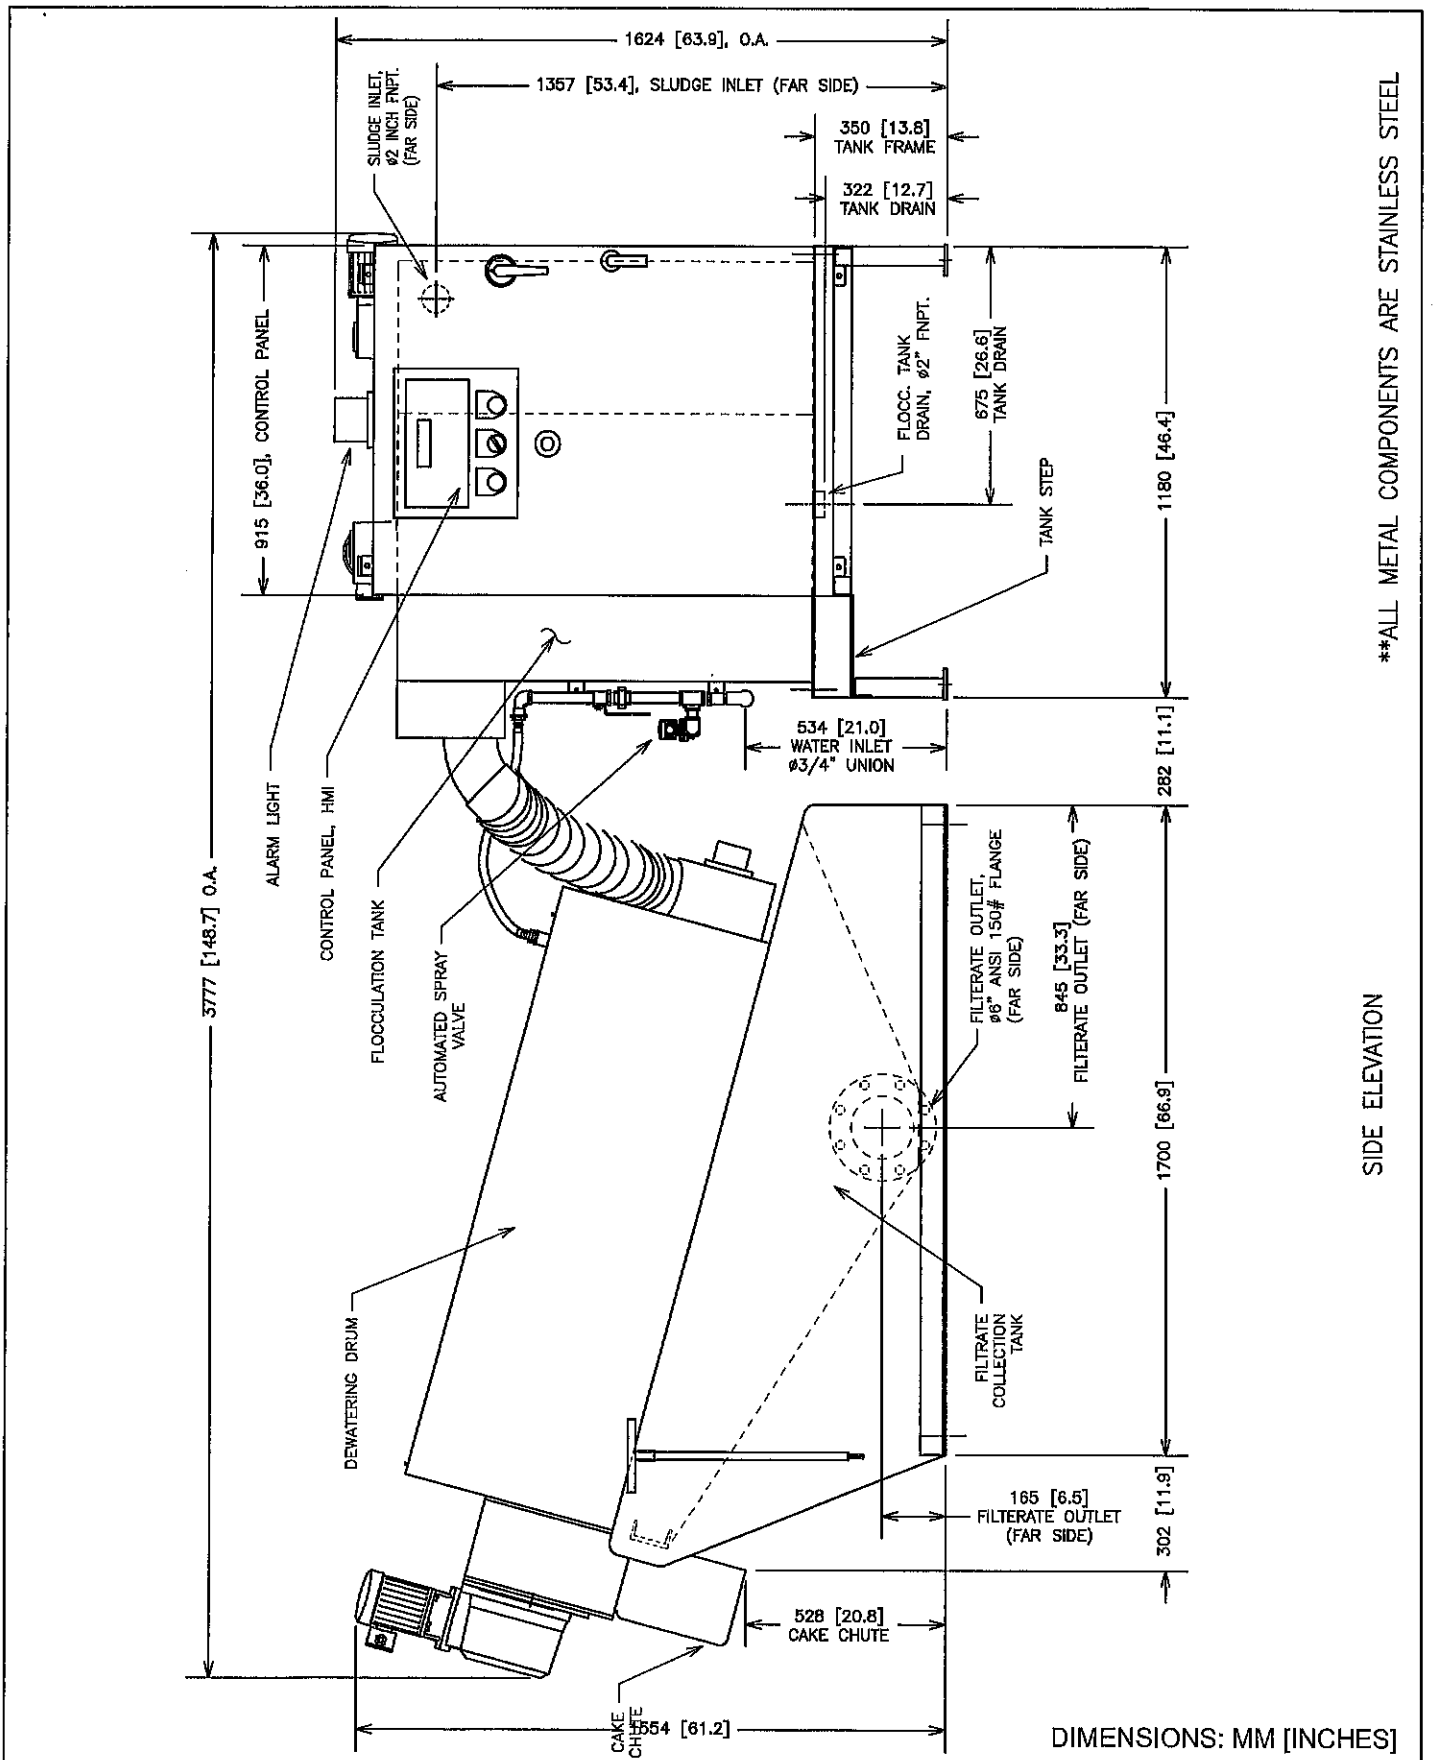 1624 [63.9], O.A.
1357 [53.4], SLUDGE INLET (FAR SIDE)
SLUDGE INLET,
ø2 INCH FNPT.
(FAR SIDE)
350 [13.8]
TANK FRAME
322 [12.7]
TANK DRAIN
915 [36.0], CONTROL PANEL
3777 [148.7] O.A.
ALARM LIGHT
CONTROL PANEL, HMI
FLOCCULATION TANK
AUTOMATED SPRAY
VALVE
FLOCC. TANK
DRAIN, ø2" FNPT.
675 [26.6]
TANK DRAIN
TANK STEP
1180 [46.4]
534 [21.0]
WATER INLET
ø3/4" UNION
282 [11.1]
FILTERATE OUTLET,
ø6" ANSI 150# FLANGE
(FAR SIDE)
845 [33.3]
FILTERATE OUTLET (FAR SIDE)
1700 [66.9]
DEWATERING DRUM
FILTRATE
COLLECTION
TANK
165 [6.5]
FILTERATE OUTLET
(FAR SIDE)
302 [11.9]
528 [20.8]
CAKE CHUTE
CAKE
CHUTE
1554 [61.2]
**ALL METAL COMPONENTS ARE STAINLESS STEEL
SIDE ELEVATION
DIMENSIONS: MM [INCHES]